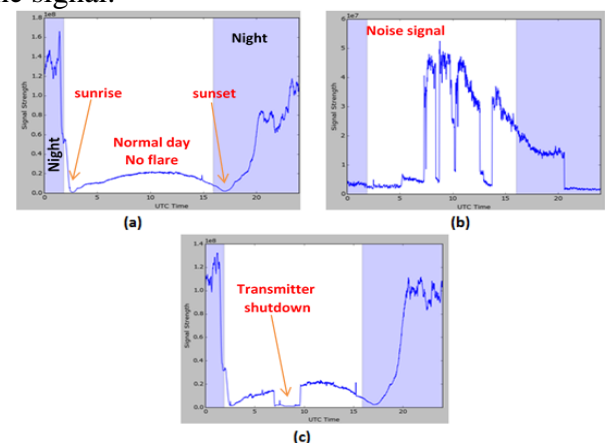 e signal.
1e8
Night
Night
sunrise
sunset
Normal day
No flare
Signal Strength
1.8
1.6
1.4
1.2
1.0
0.8
0.6
0.4
0.2
0.0
0 5 10 15 20
UTC Time
(a)
1e7
Noise signal
Signal Strength
6
5
4
3
2
1
0
0 5 10 15 20
UTC Time
(b)
1e8
Transmitter
shutdown
Signal Strength
1.4
1.2
1.0
0.8
0.6
0.4
0.2
0.0
0 5 10 15 20
UTC Time
(c)